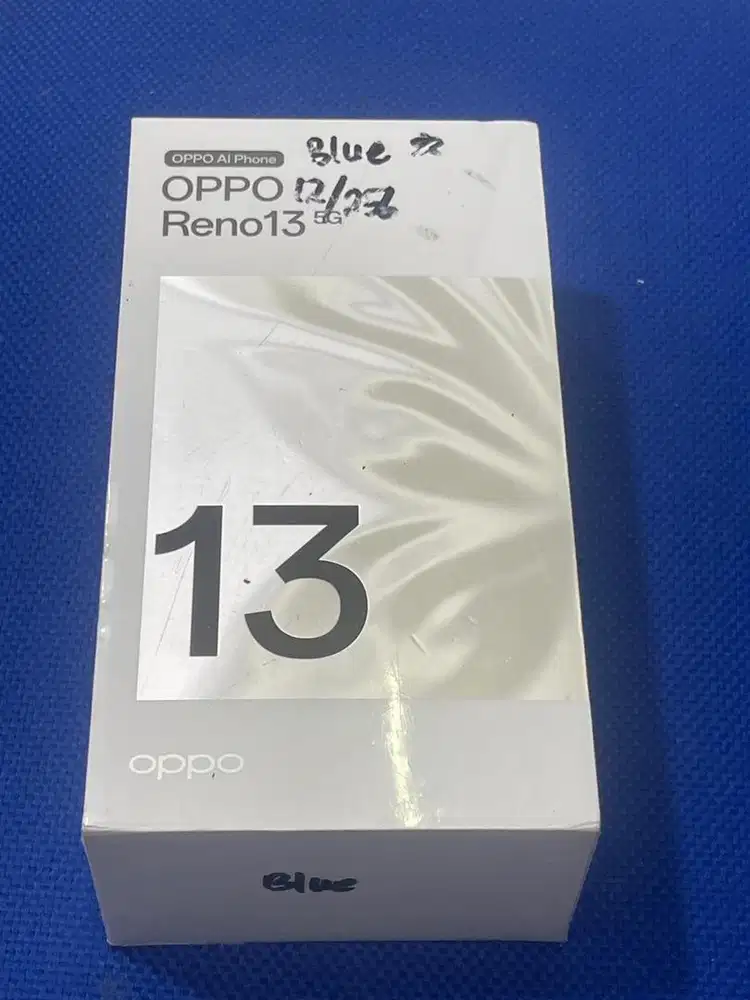 OPPO AI Phone Blue
OPPO 12/256
Reno13 5G
13
oppo
Blue